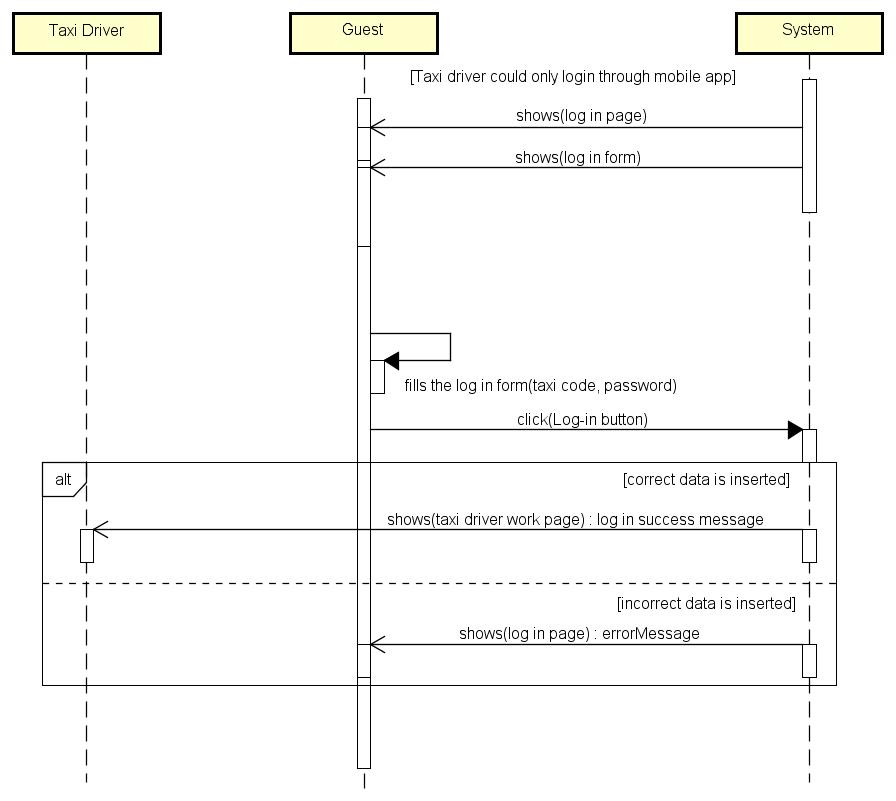 Taxi Driver
Guest
System
[Taxi driver could only login through mobile app]
shows(log in page)
shows(log in form)
fills the log in form(taxi code, password)
click(Log-in button)
alt
[correct data is inserted]
shows(taxi driver work page) : log in success message
[incorrect data is inserted]
shows(log in page) : errorMessage